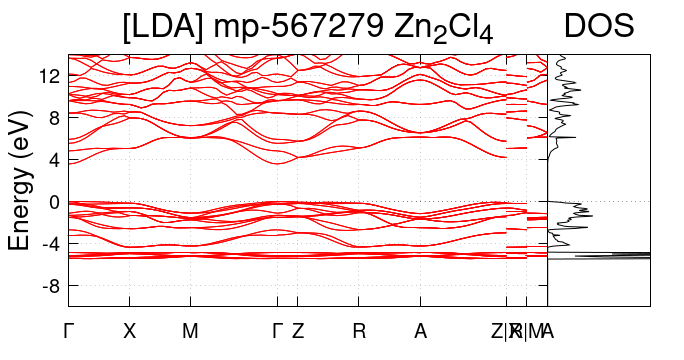 [LDA] mp-567279 Zn2Cl4 DOS
Energy (eV)
12
8
4
0
-4
-8
Γ X M Γ Z R A Z|X R|M A